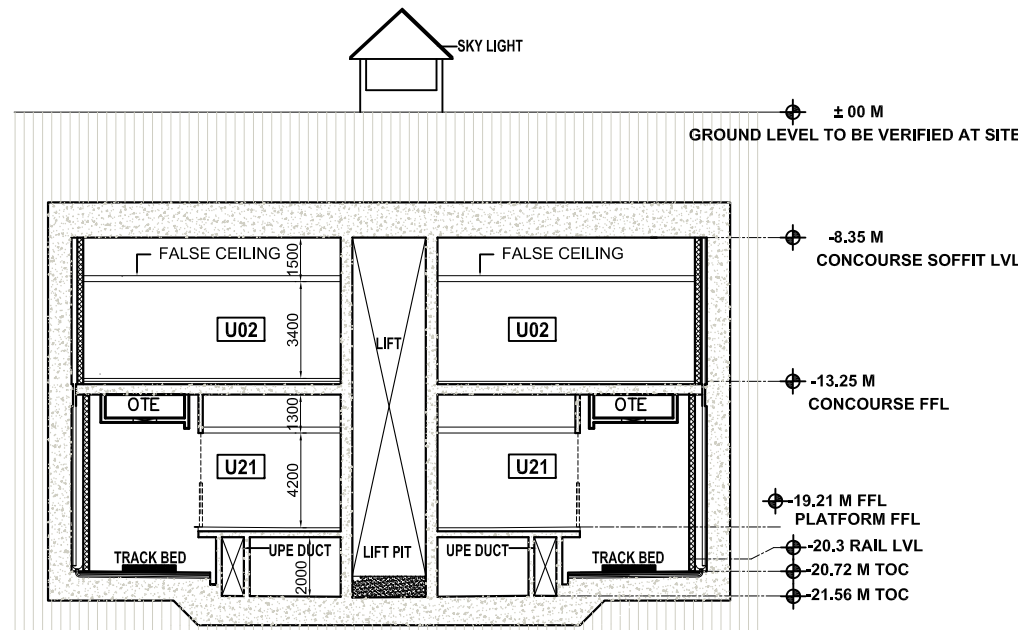 SKY LIGHT
± 00 M
GROUND LEVEL TO BE VERIFIED AT SITE
-8.35 M
CONCOURSE SOFFIT LVL
FALSE CEILING
1500
FALSE CEILING
U02
3400
LIFT
U02
-13.25 M
CONCOURSE FFL
OTE
1300
OTE
U21
4200
U21
-19.21 M FFL
PLATFORM FFL
TRACK BED
UPE DUCT
2000
LIFT PIT
UPE DUCT
TRACK BED
-20.3 RAIL LVL
-20.72 M TOC
-21.56 M TOC